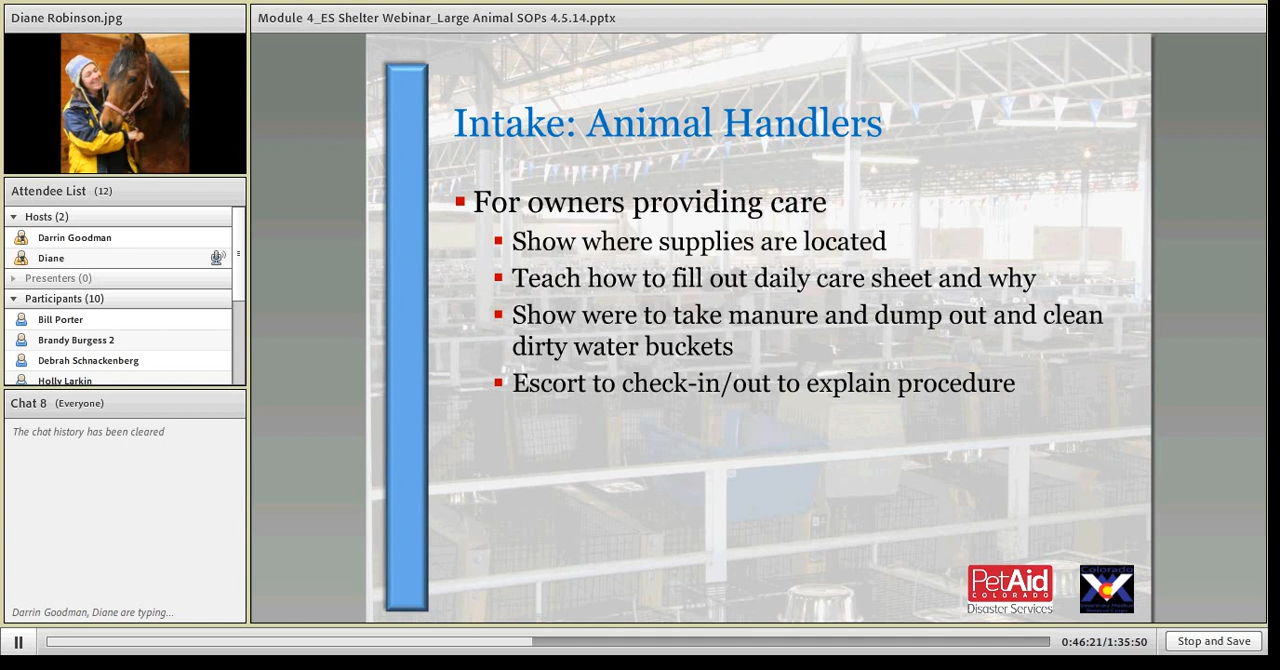 Diane Robinson.jpg
Module 4_ES Shelter Webinar_Large Animal SOPs 4.5.14.pptx
Attendee List (12)
Hosts (2)
Darrin Goodman
Diane
Presenters (0)
Participants (10)
Bill Porter
Brandy Burgess 2
Debrah Schnackenberg
Holly Larkin
Chat 8 (Everyone)
The chat history has been cleared
Darrin Goodman, Diane are typing...
Intake: Animal Handlers
For owners providing care
Show where supplies are located
Teach how to fill out daily care sheet and why
Show were to take manure and dump out and clean
dirty water buckets
Escort to check-in/out to explain procedure
PetAid
COLORADO
Disaster Services
Colorado
0:46:21/1:35:50
Stop and Save